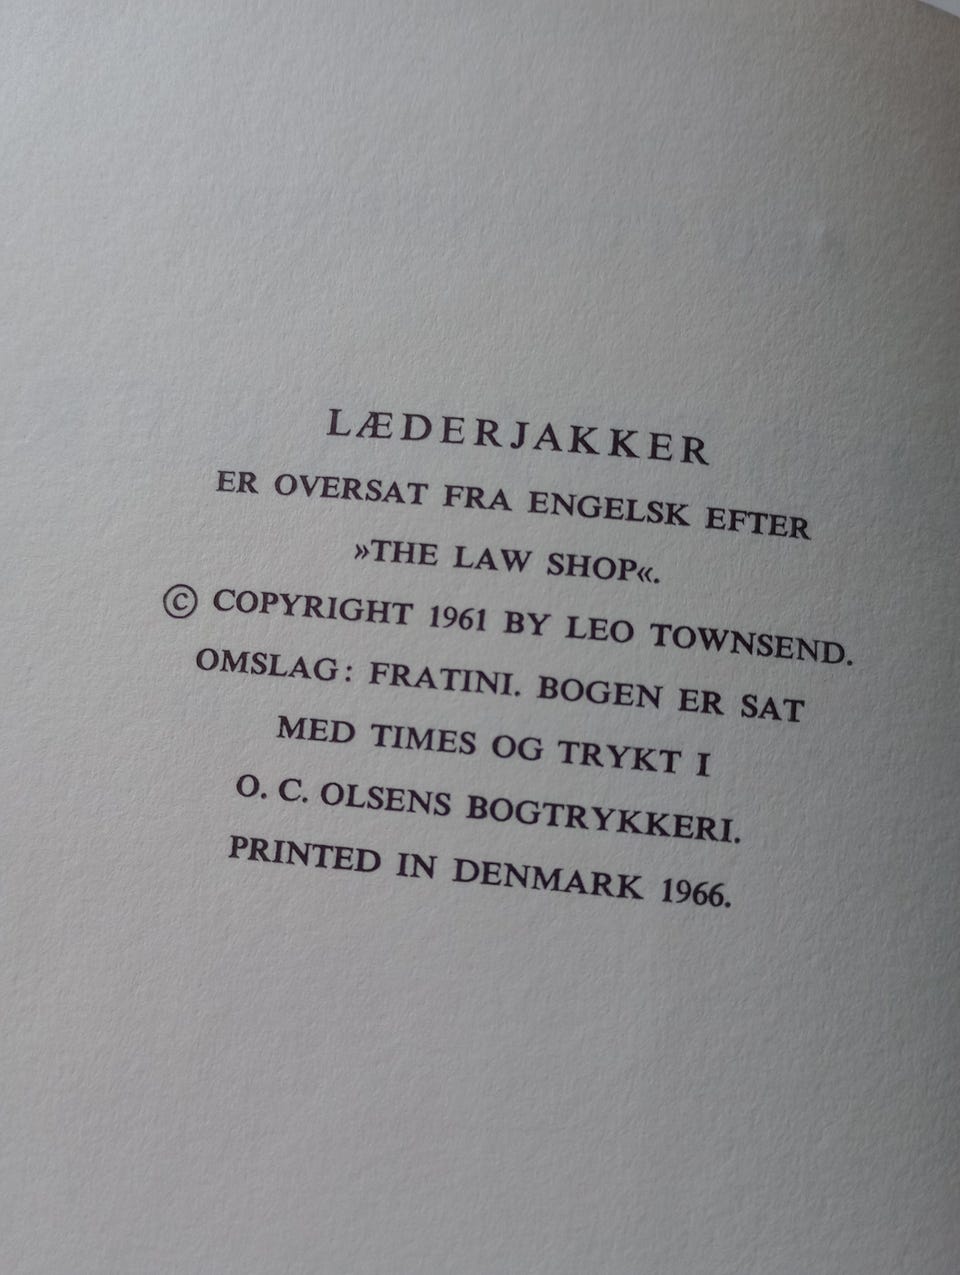 LÆDERJAKKER
ER OVERSAT FRA ENGELSK EFTER
»THE LAW SHOP«.
© COPYRIGHT 1961 BY LEO TOWNSEND.
OMSLAG: FRATINI. BOGEN ER SAT
MED TIMES OG TRYKT I
O. C. OLSENS BOGTRYKKERI.
PRINTED IN DENMARK 1966.